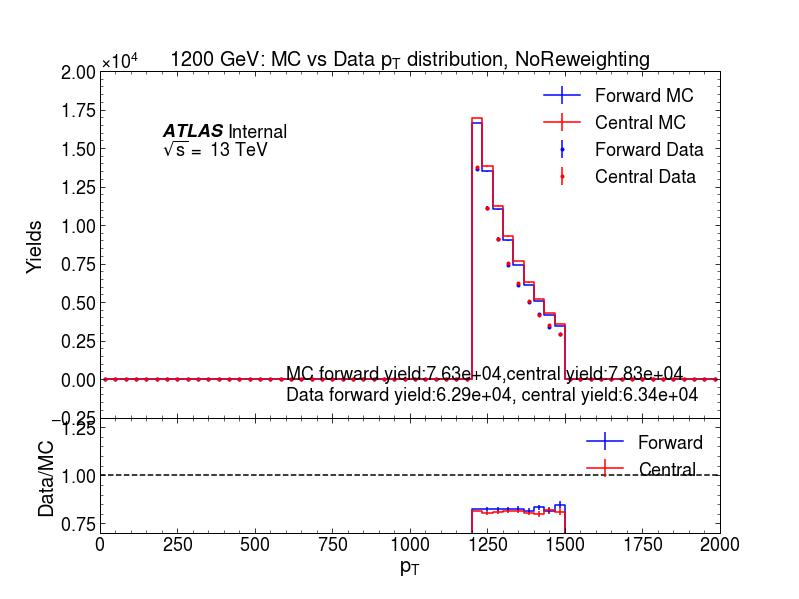 ×10⁴
1200 GeV: MC vs Data p_T distribution, NoReweighting
2.00
1.75
1.50
1.25
1.00
0.75
0.50
0.25
0.00
−0.25
Yields
ATLAS Internal
√s = 13 TeV
Forward MC
Central MC
Forward Data
Central Data
MC forward yield:7.63e+04,central yield:7.83e+04
Data forward yield:6.29e+04, central yield:6.34e+04
1.25
1.00
0.75
Data/MC
Forward
Central
0 250 500 750 1000 1250 1500 1750 2000
p_T